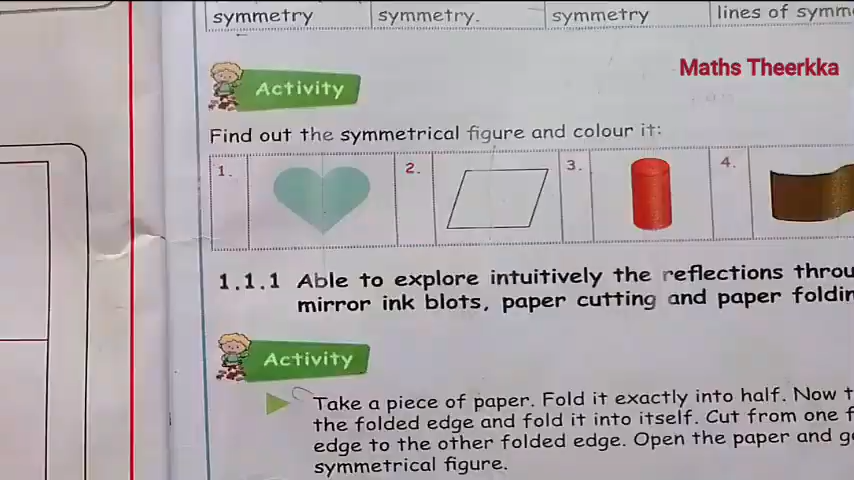 symmetry symmetry. symmetry lines of symm
Maths Theerkka
Activity
Find out the symmetrical figure and colour it:
1. 2. 3. 4.
1.1.1 Able to explore intuitively the reflections throu
mirror ink blots, paper cutting and paper foldin
Activity
Take a piece of paper. Fold it exactly into half. Now t
the folded edge and fold it into itself. Cut from one f
edge to the other folded edge. Open the paper and g
symmetrical figure.